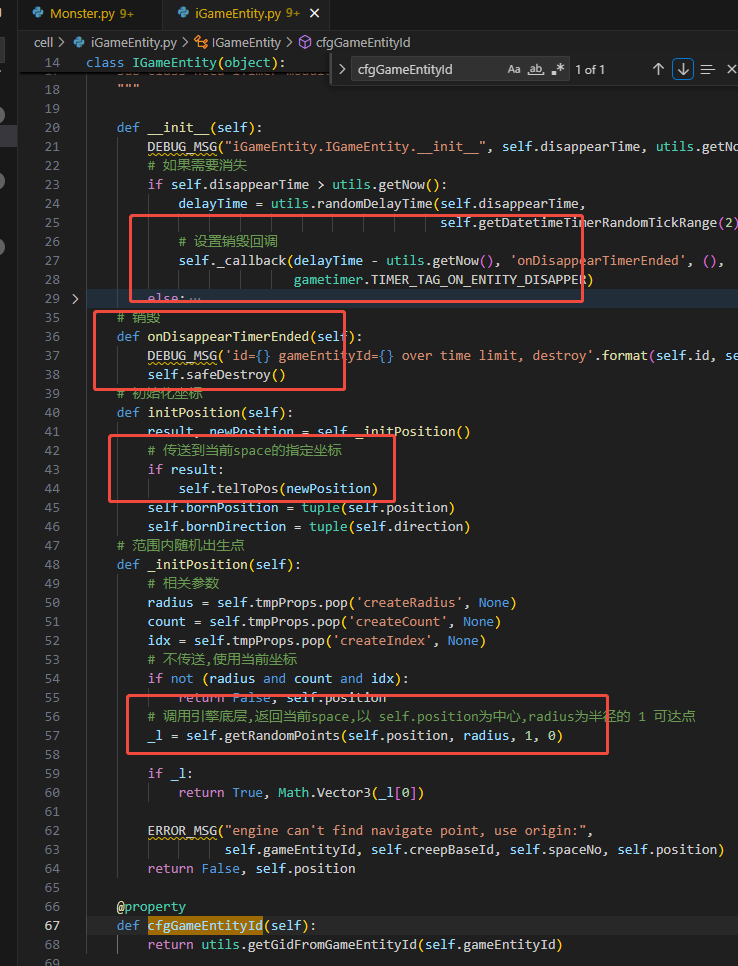 Monster.py 9+
iGameEntity.py 9+
cell > iGameEntity.py > IGameEntity > cfgGameEntityId
cfgGameEntityId Aa ab .* 1 of 1
14 class IGameEntity(object):
18 """
19
20 def __init__(self):
21 DEBUG_MSG("iGameEntity.IGameEntity.__init__", self.disappearTime, utils.getNo
22 # 如果需要消失
23 if self.disappearTime > utils.getNow():
24 delayTime = utils.randomDelayTime(self.disappearTime,
25 self.getDatetimeTimerRandomTickRange(2)
26 # 设置销毁回调
27 self._callback(delayTime - utils.getNow(), 'onDisappearTimerEnded', (),
28 gametimer.TIMER_TAG_ON_ENTITY_DISAPPER)
29 else: …
35 # 销毁
36 def onDisappearTimerEnded(self):
37 DEBUG_MSG('id={} gameEntityId={} over time limit, destroy'.format(self.id, se
38 self.safeDestroy()
39 # 初始化坐标
40 def initPosition(self):
41 result, newPosition = self._initPosition()
42 # 传送到当前space的指定坐标
43 if result:
44 self.telToPos(newPosition)
45 self.bornPosition = tuple(self.position)
46 self.bornDirection = tuple(self.direction)
47 # 范围内随机出生点
48 def _initPosition(self):
49 # 相关参数
50 radius = self.tmpProps.pop('createRadius', None)
51 count = self.tmpProps.pop('createCount', None)
52 idx = self.tmpProps.pop('createIndex', None)
53 # 不传送,使用当前坐标
54 if not (radius and count and idx):
55 return False, self.position
56 # 调用引擎底层,返回当前space,以 self.position为中心,radius为半径的 1 可达点
57 _l = self.getRandomPoints(self.position, radius, 1, 0)
58
59 if _l:
60 return True, Math.Vector3(_l[0])
61
62 ERROR_MSG("engine can't find navigate point, use origin:",
63 self.gameEntityId, self.creepBaseId, self.spaceNo, self.position)
64 return False, self.position
65
66 @property
67 def cfgGameEntityId(self):
68 return utils.getGidFromGameEntityId(self.gameEntityId)
69